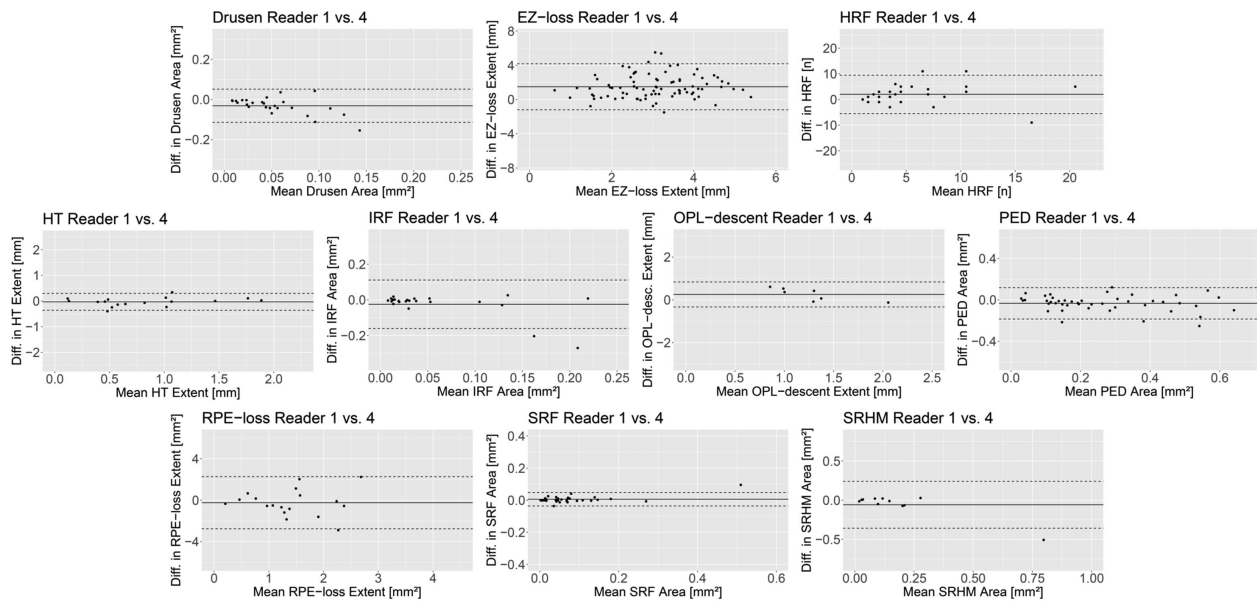 Drusen Reader 1 vs. 4
Diff. in Drusen Area [mm²]
0.2
0.0
−0.2
0.00 0.05 0.10 0.15 0.20 0.25
Mean Drusen Area [mm²]
EZ−loss Reader 1 vs. 4
Diff. in EZ−loss Extent [mm]
8
4
0
−4
−8
0 2 4 6
Mean EZ−loss Extent [mm]
HRF Reader 1 vs. 4
Diff. in HRF [n]
20
10
0
−10
−20
0 5 10 15 20
Mean HRF [n]
HT Reader 1 vs. 4
Diff. in HT Extent [mm]
2
1
0
−1
−2
0.0 0.5 1.0 1.5 2.0
Mean HT Extent [mm]
IRF Reader 1 vs. 4
Diff. in IRF Area [mm²]
0.2
0.0
−0.2
0.00 0.05 0.10 0.15 0.20 0.25
Mean IRF Area [mm²]
OPL−descent Reader 1 vs. 4
Diff. in OPL−desc. Extent [mm]
2
0
−2
0.0 0.5 1.0 1.5 2.0 2.5
Mean OPL−descent Extent [mm]
PED Reader 1 vs. 4
Diff. in PED Area [mm²]
0.4
0.0
−0.4
0.0 0.2 0.4 0.6
Mean PED Area [mm²]
RPE−loss Reader 1 vs. 4
Diff. in RPE−loss Extent [mm²]
4
0
−4
0 1 2 3 4
Mean RPE−loss Extent [mm²]
SRF Reader 1 vs. 4
Diff. in SRF Area [mm²]
0.4
0.2
0.0
−0.2
−0.4
0.0 0.2 0.4 0.6
Mean SRF Area [mm²]
SRHM Reader 1 vs. 4
Diff. in SRHM Area [mm²]
0.5
0.0
−0.5
0.00 0.25 0.50 0.75 1.00
Mean SRHM Area [mm²]